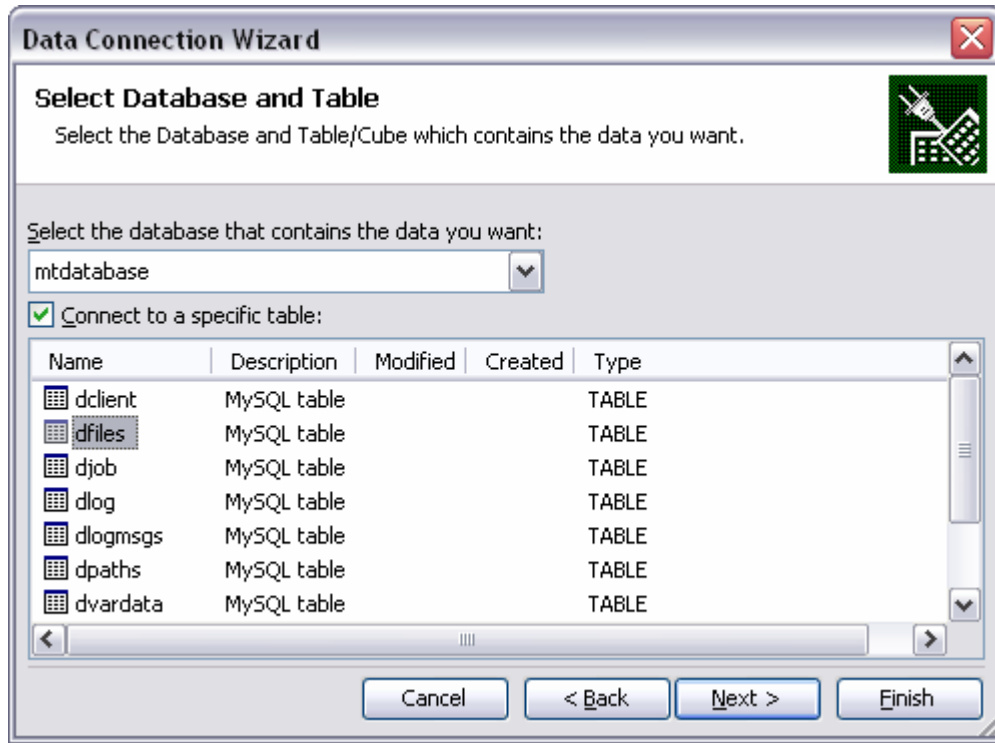 Data Connection Wizard
Select Database and Table
Select the Database and Table/Cube which contains the data you want.
Select the database that contains the data you want:
mtdatabase
Connect to a specific table:
Name Description Modified Created Type
dclient MySQL table TABLE
dfiles MySQL table TABLE
djob MySQL table TABLE
dlog MySQL table TABLE
dlogmsgs MySQL table TABLE
dpaths MySQL table TABLE
dvardata MySQL table TABLE
Cancel < Back Next > Finish